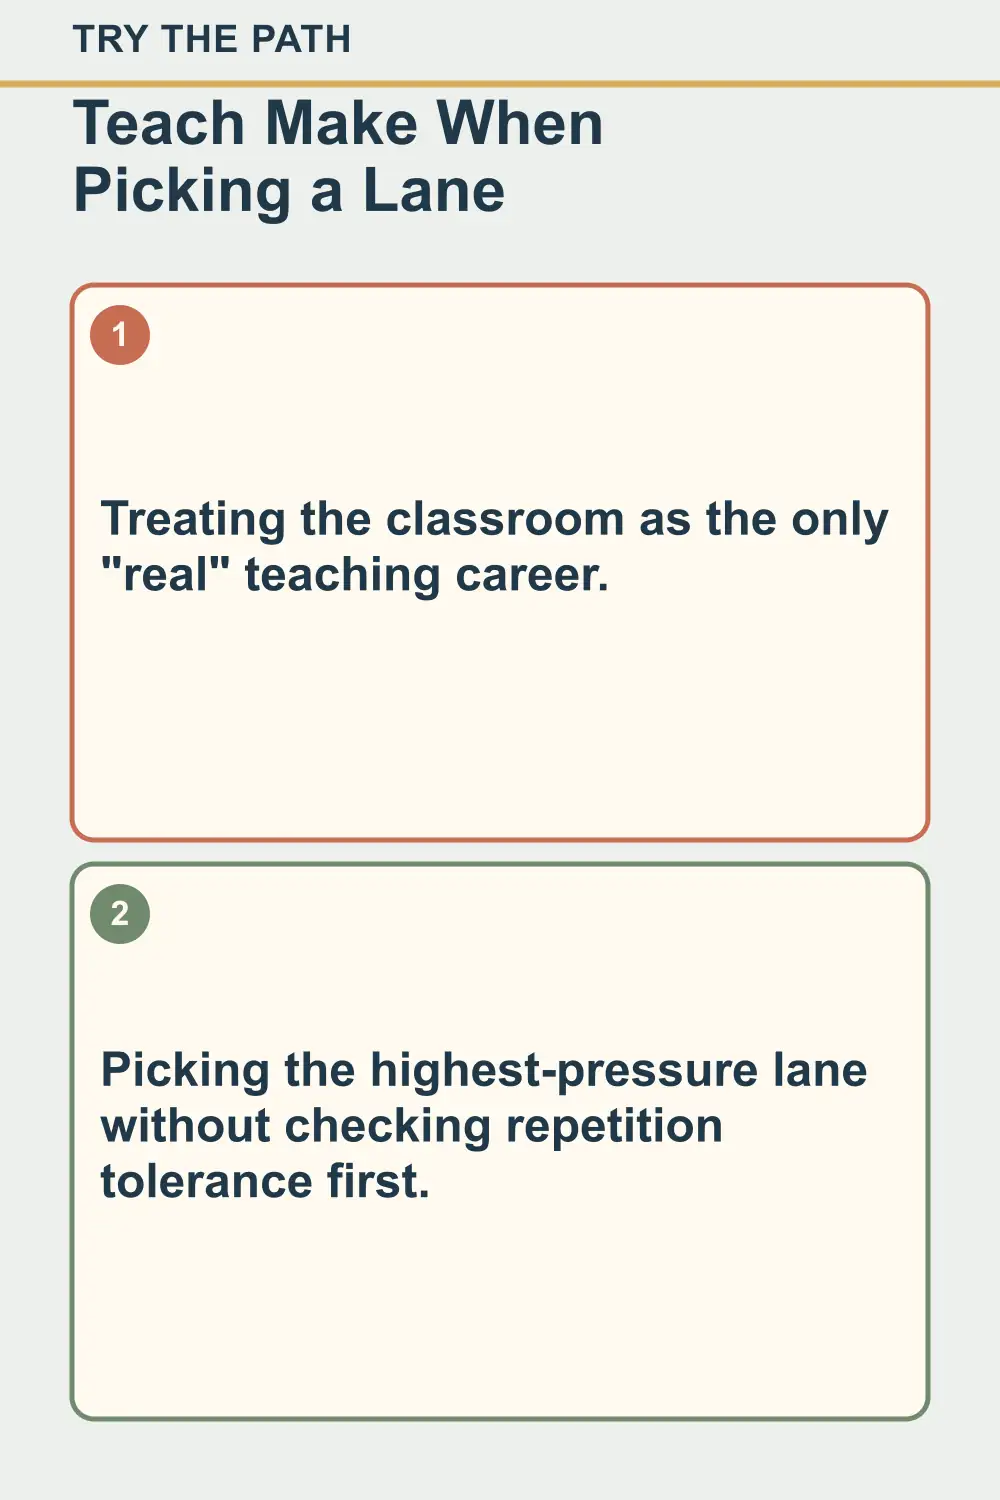 TRY THE PATH
Teach Make When
Picking a Lane
1
Treating the classroom as the only
"real" teaching career.
2
Picking the highest-pressure lane
without checking repetition
tolerance first.